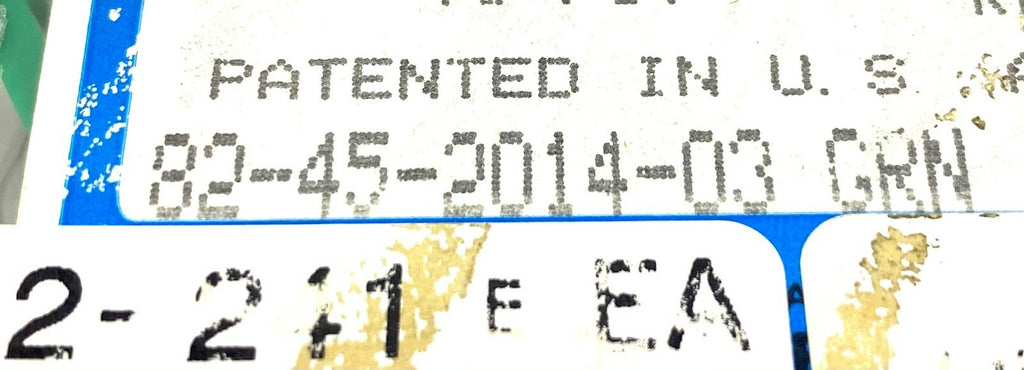 PATENTED IN U. S
82-45-2014-03 GRN
2- 241 E EA